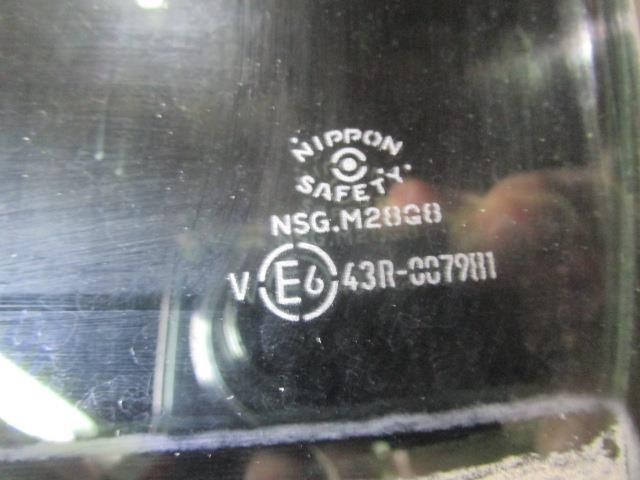 NIPPON
SAFETY
NSG.M28G8
V E6 43R-007981